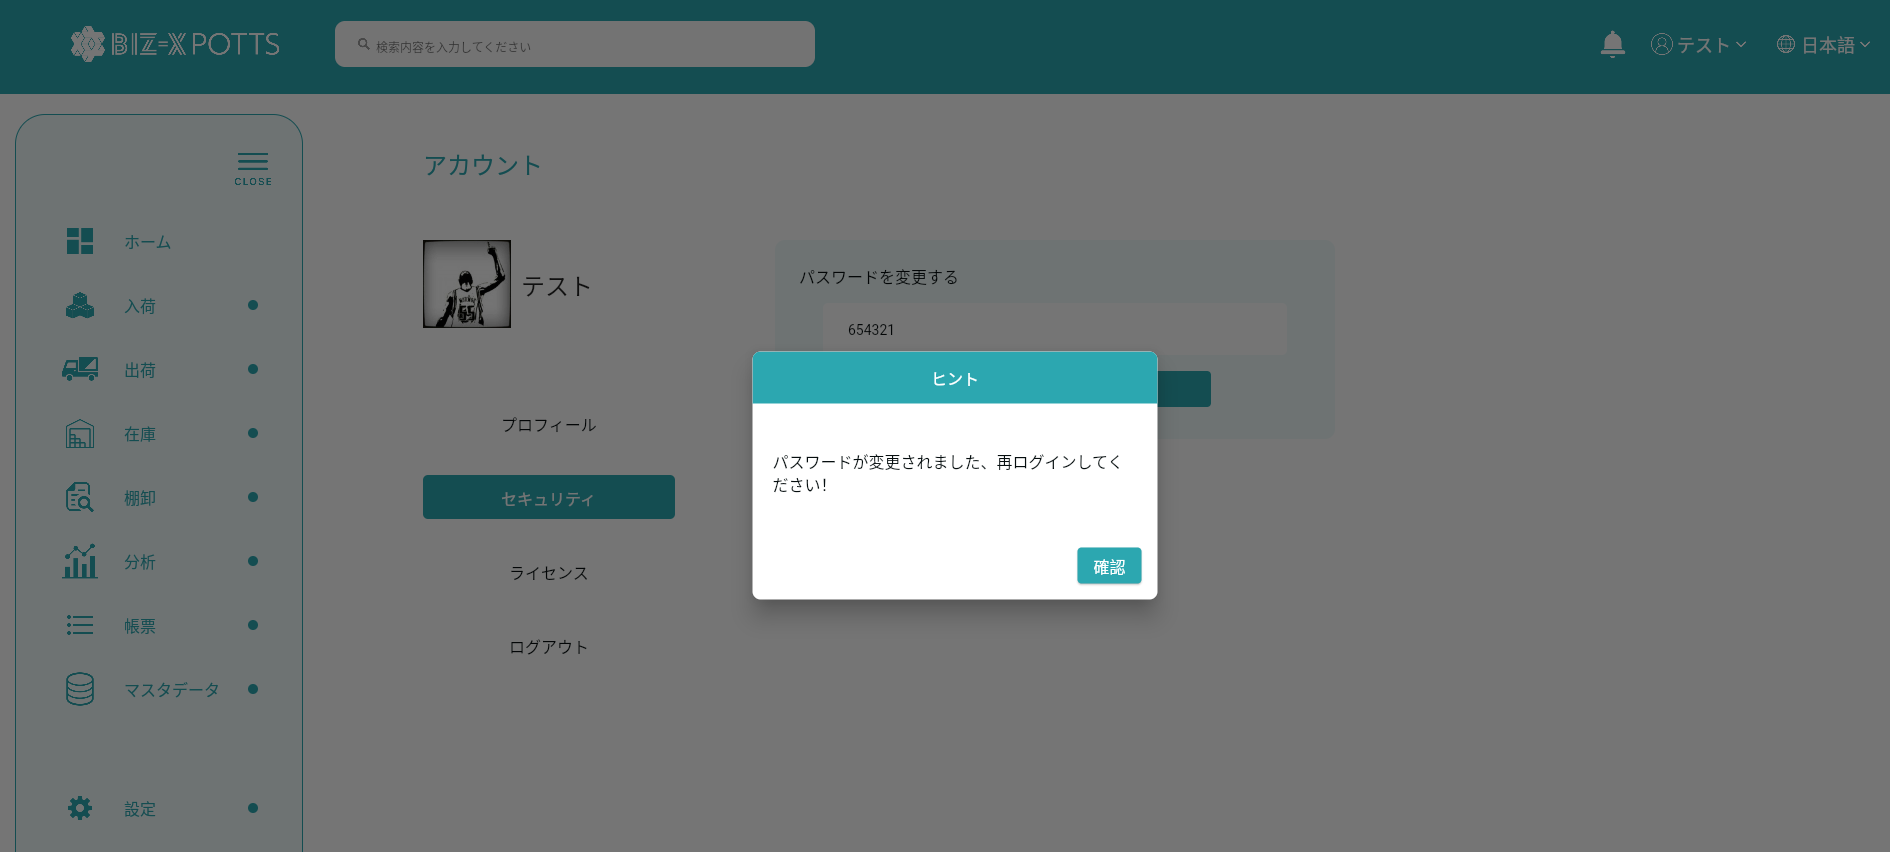 BIZ-X POTTS
検索内容を入力してください
テスト
日本語
CLOSE
ホーム
入荷
出荷
在庫
棚卸
分析
帳票
マスタデータ
設定
アカウント
テスト
プロフィール
セキュリティ
ライセンス
ログアウト
パスワードを変更する
654321
ヒント
パスワードが変更されました、再ログインしてく
ださい!
確認